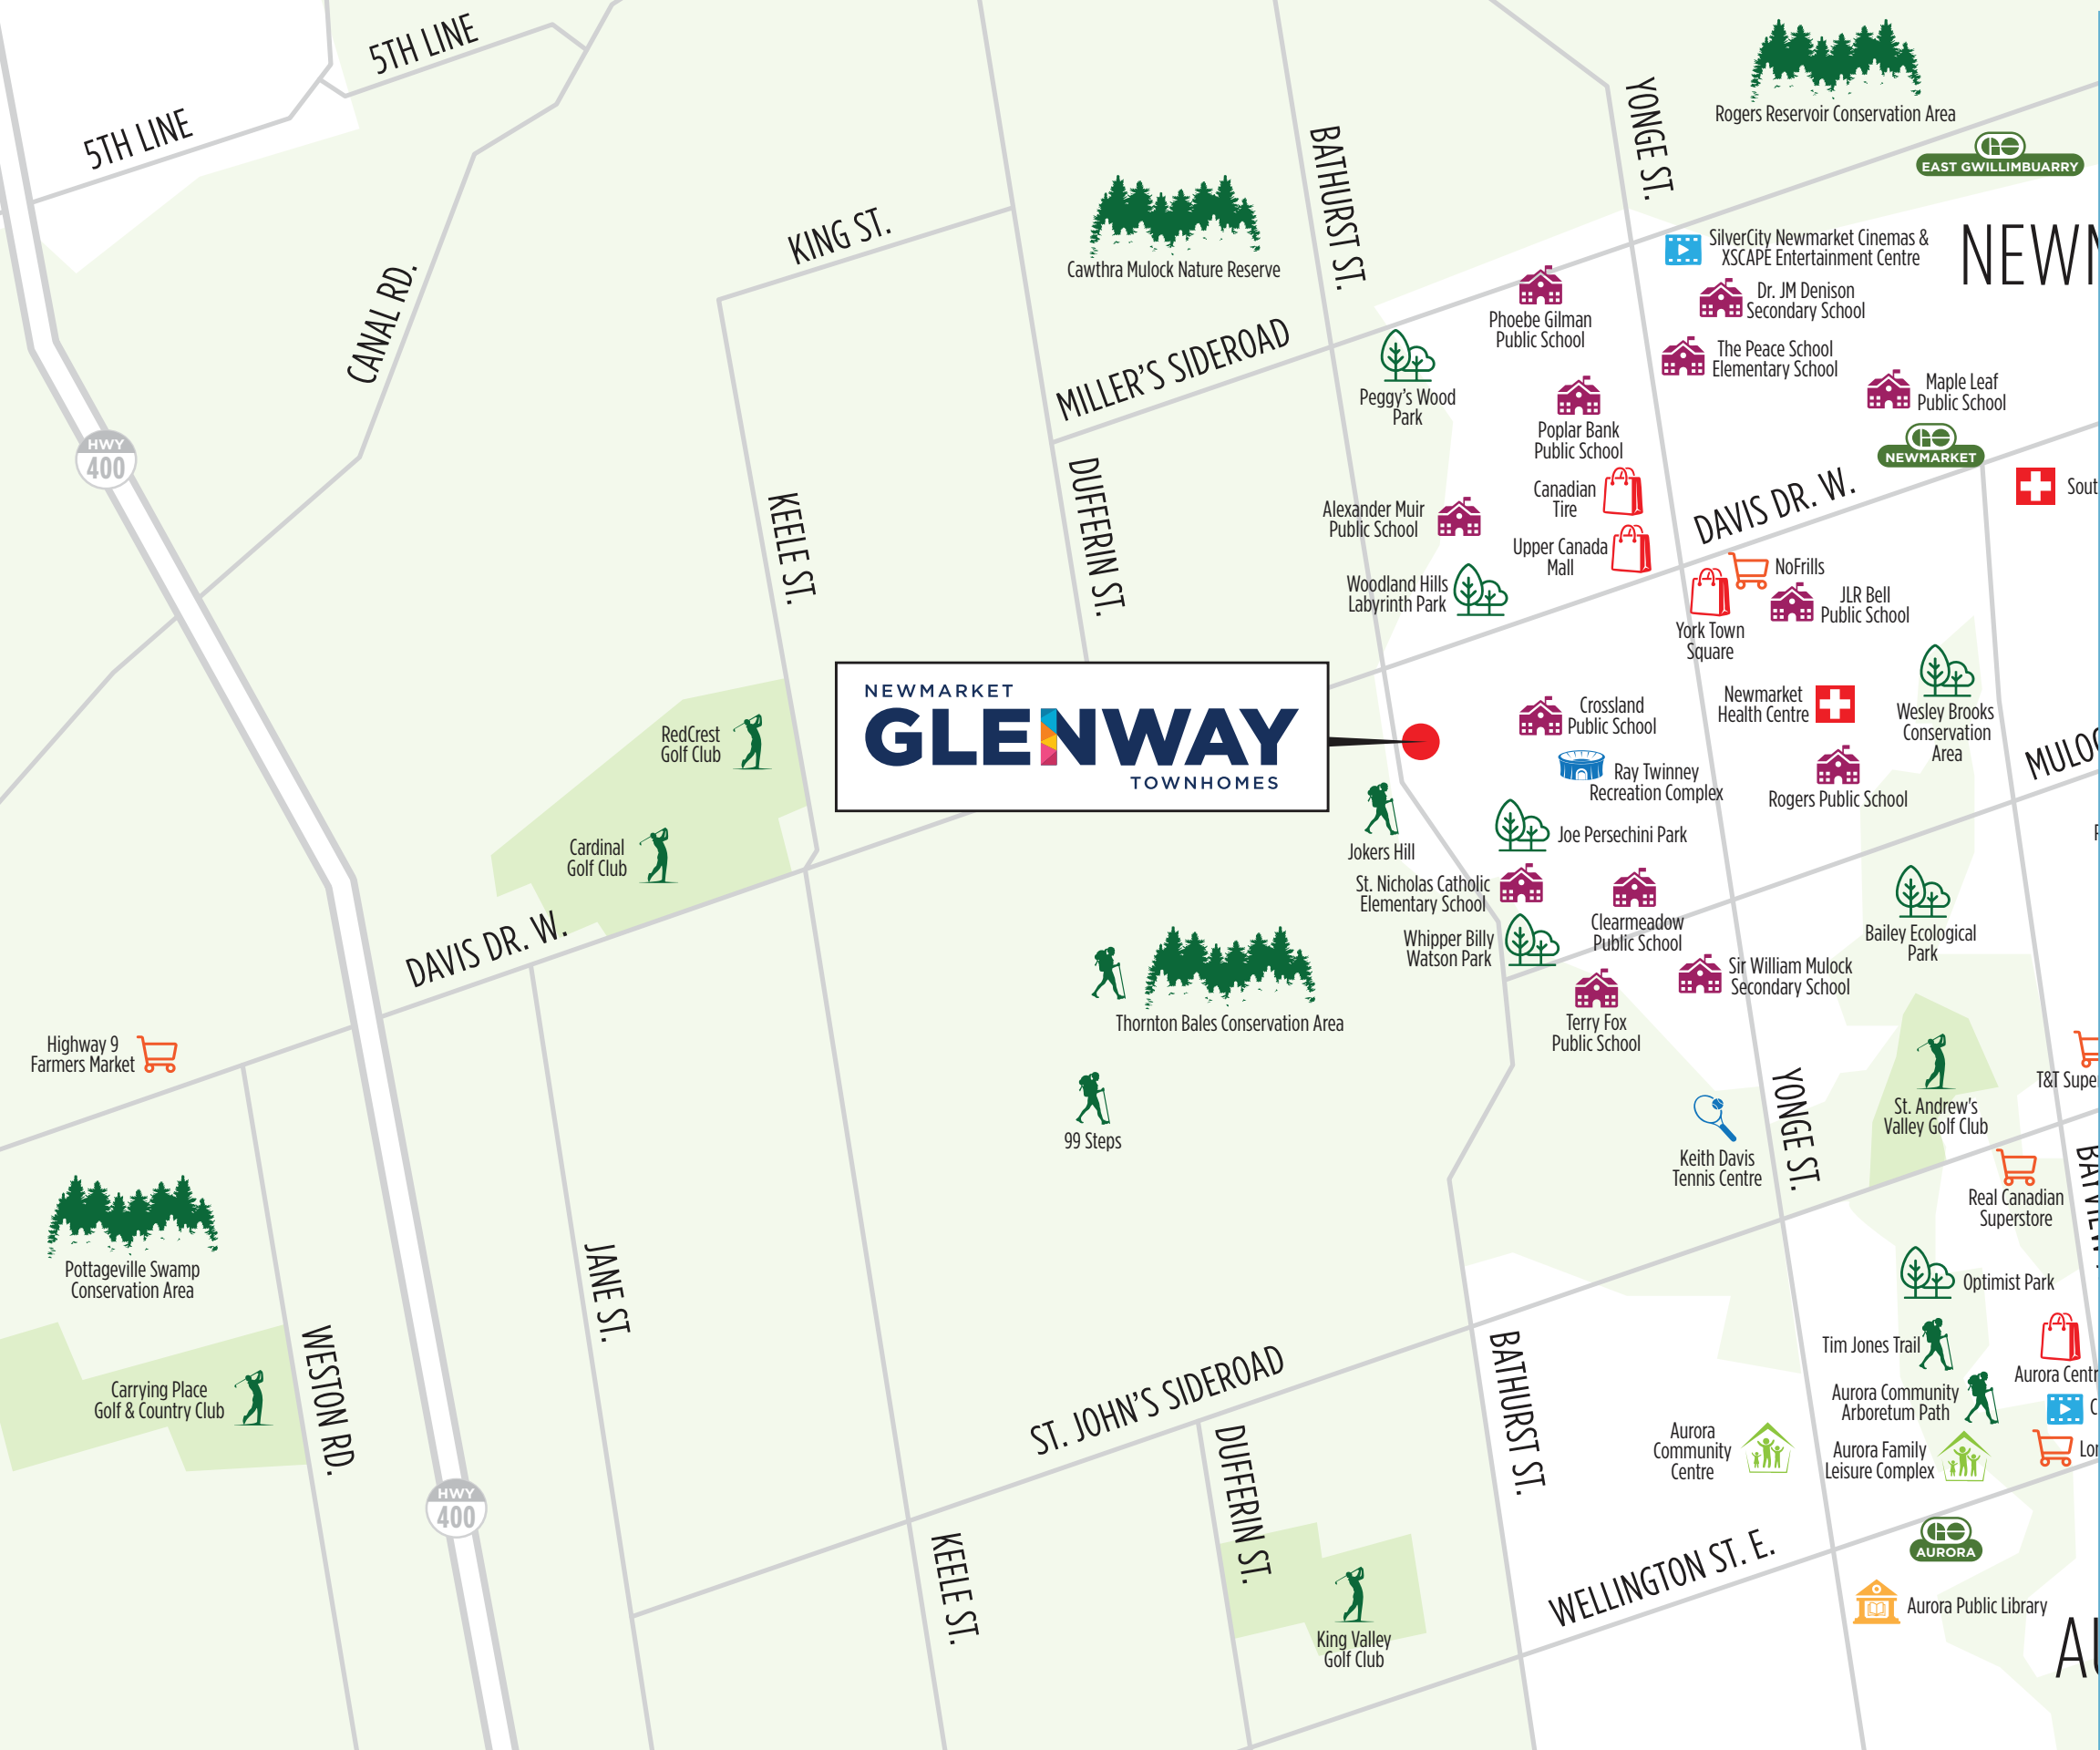 5TH LINE
5TH LINE
Rogers Reservoir Conservation Area
YONGE ST.
BATHURST ST.
GO
EAST GWILLIMBUARRY
KING ST.
CANAL RD.
Cawthra Mulock Nature Reserve
SilverCity Newmarket Cinemas &
XSCAPE Entertainment Centre
Dr. JM Denison
Secondary School
Phoebe Gilman
Public School
MILLER'S SIDEROAD
The Peace School
Elementary School
Peggy's Wood
Park
Maple Leaf
Public School
Poplar Bank
Public School
GO
NEWMARKET
HWY
400
KEELE ST.
DUFFERIN ST.
Canadian
Tire
DAVIS DR. W.
Alexander Muir
Public School
Upper Canada
Mall
NoFrills
Woodland Hills
Labyrinth Park
JLR Bell
Public School
York Town
Square
NEWMARKET
GLENWAY
TOWNHOMES
RedCrest
Golf Club
Crossland
Public School
Newmarket
Health Centre
Wesley Brooks
Conservation
Area
Ray Twinney
Recreation Complex
Rogers Public School
Cardinal
Golf Club
Jokers Hill
Joe Persechini Park
St. Nicholas Catholic
Elementary School
Clearmeadow
Public School
Bailey Ecological
Park
DAVIS DR. W.
Whipper Billy
Watson Park
Sir William Mulock
Secondary School
Thornton Bales Conservation Area
Terry Fox
Public School
Highway 9
Farmers Market
99 Steps
YONGE ST.
St. Andrew's
Valley Golf Club
T&T Supe
Keith Davis
Tennis Centre
Real Canadian
Superstore
Pottageville Swamp
Conservation Area
JANE ST.
Optimist Park
WESTON RD.
Carrying Place
Golf & Country Club
ST. JOHN'S SIDEROAD
BATHURST ST.
Tim Jones Trail
Aurora Centr
Aurora Community
Arboretum Path
Aurora
Community
Centre
Aurora Family
Leisure Complex
HWY
400
DUFFERIN ST.
KEELE ST.
WELLINGTON ST. E.
GO
AURORA
Aurora Public Library
King Valley
Golf Club